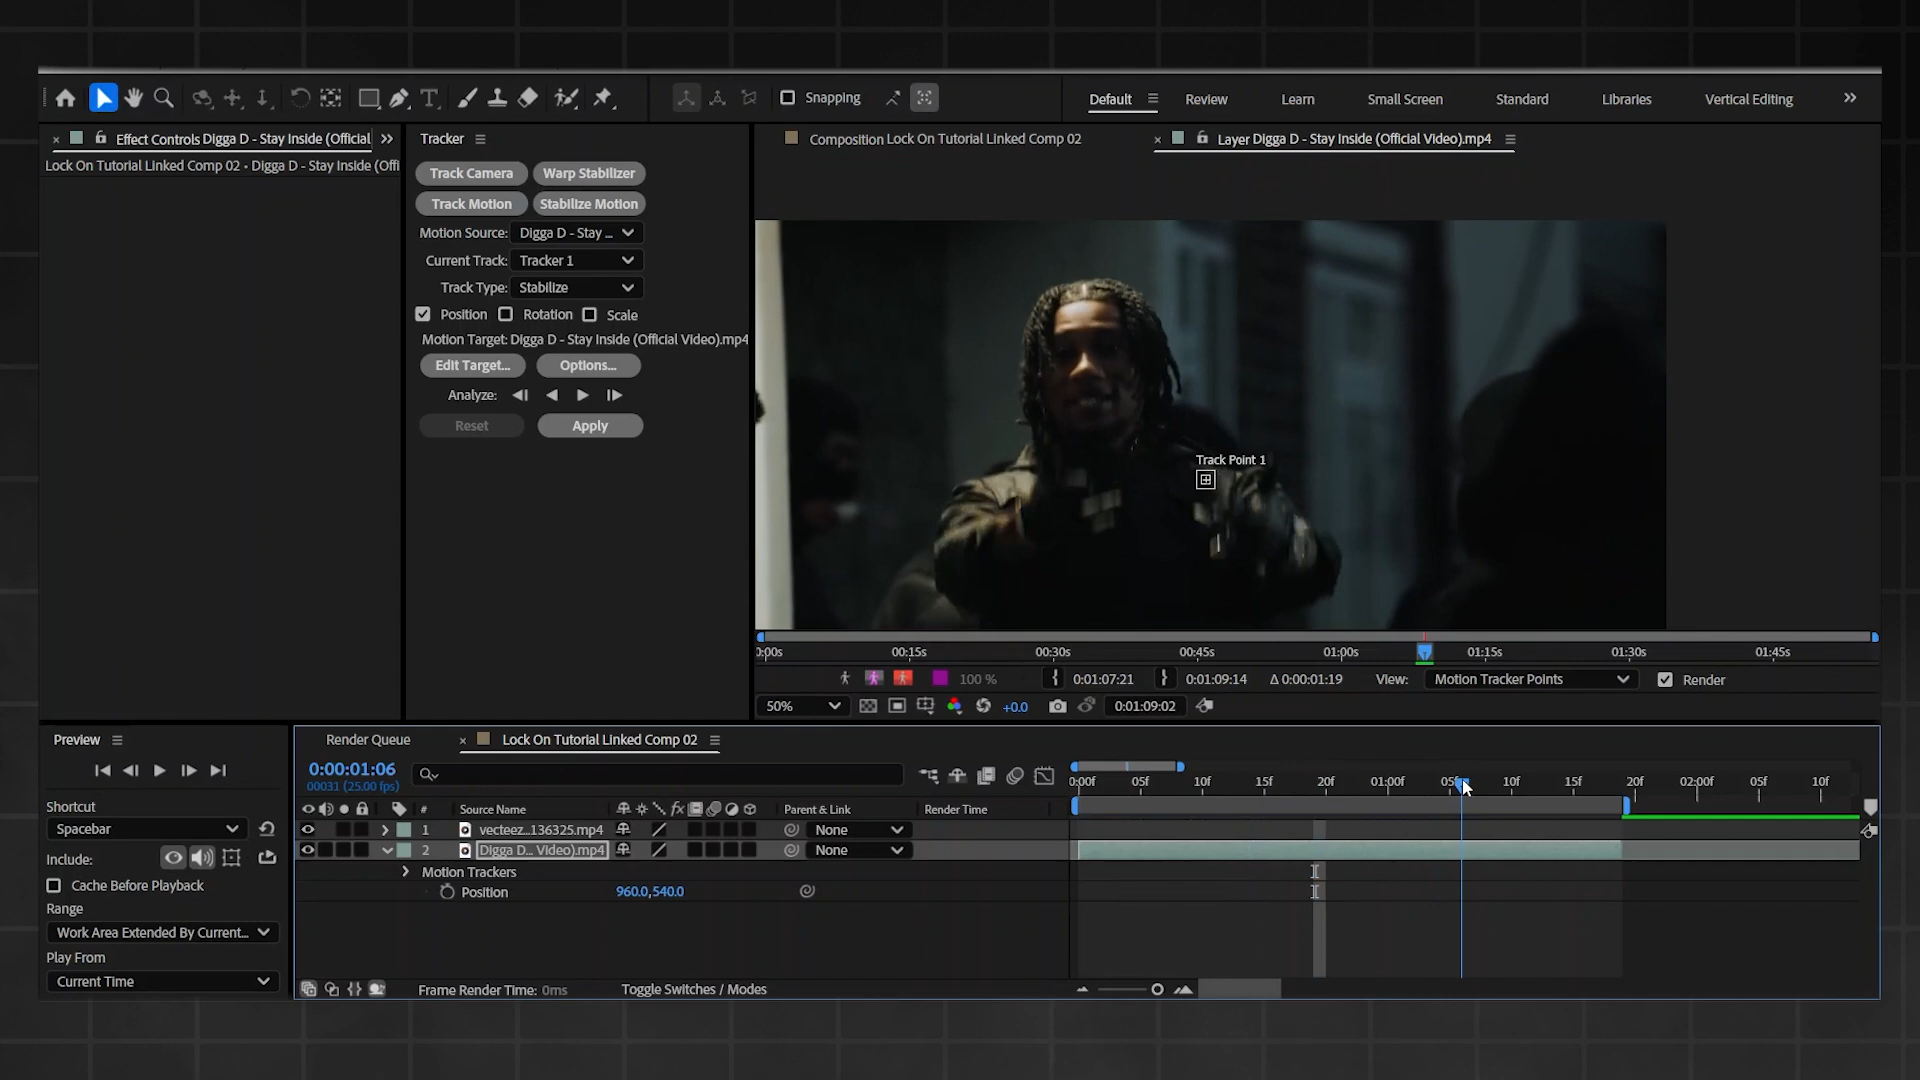 Snapping
Default
Review
Learn
Small Screen
Standard
Libraries
Vertical Editing
Effect Controls Digga D - Stay Inside (Official
Lock On Tutorial Linked Comp 02 • Digga D - Stay Inside (Offi
Tracker
Track Camera
Warp Stabilizer
Track Motion
Stabilize Motion
Motion Source: Digga D - Stay ...
Current Track: Tracker 1
Track Type: Stabilize
Position
Rotation
Scale
Motion Target: Digga D - Stay Inside (Official Video).mp4
Edit Target...
Options...
Analyze:
Reset
Apply
Composition Lock On Tutorial Linked Comp 02
Layer Digga D - Stay Inside (Official Video).mp4
Track Point 1
0:00s 00:15s 00:30s 00:45s 01:00s 01:15s 01:30s 01:45s
100 %
0:01:07:21
0:01:09:14
Δ 0:00:01:19
View: Motion Tracker Points
Render
50%
+0.0
0:01:09:02
Preview
Shortcut
Spacebar
Include:
Cache Before Playback
Range
Work Area Extended By Current...
Play From
Current Time
Render Queue
Lock On Tutorial Linked Comp 02
0:00:01:06
00031 (25.00 fps)
# Source Name
fx
Parent & Link
Render Time
1 vecteez...136325.mp4 None
2 Digga D... Video).mp4 None
Motion Trackers
Position 960.0,540.0
0:00f 05f 10f 15f 20f 01:00f 05f 10f 15f 20f 02:00f 05f 10f
Frame Render Time: 0ms
Toggle Switches / Modes